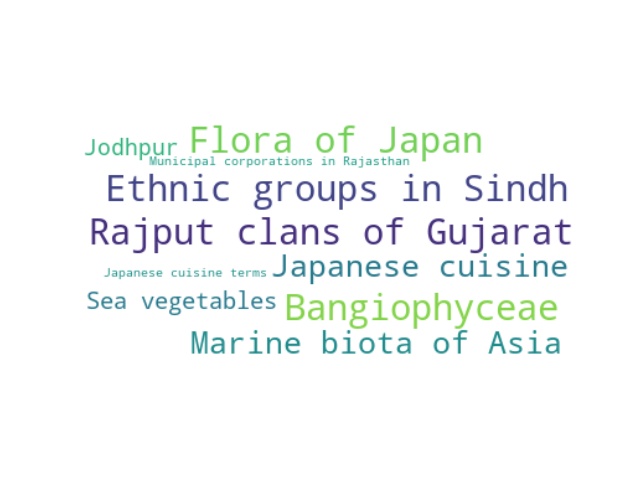 Jodhpur Flora of Japan
Municipal corporations in Rajasthan
Ethnic groups in Sindh
Rajput clans of Gujarat
Japanese cuisine terms Japanese cuisine
Sea vegetables Bangiophyceae
Marine biota of Asia